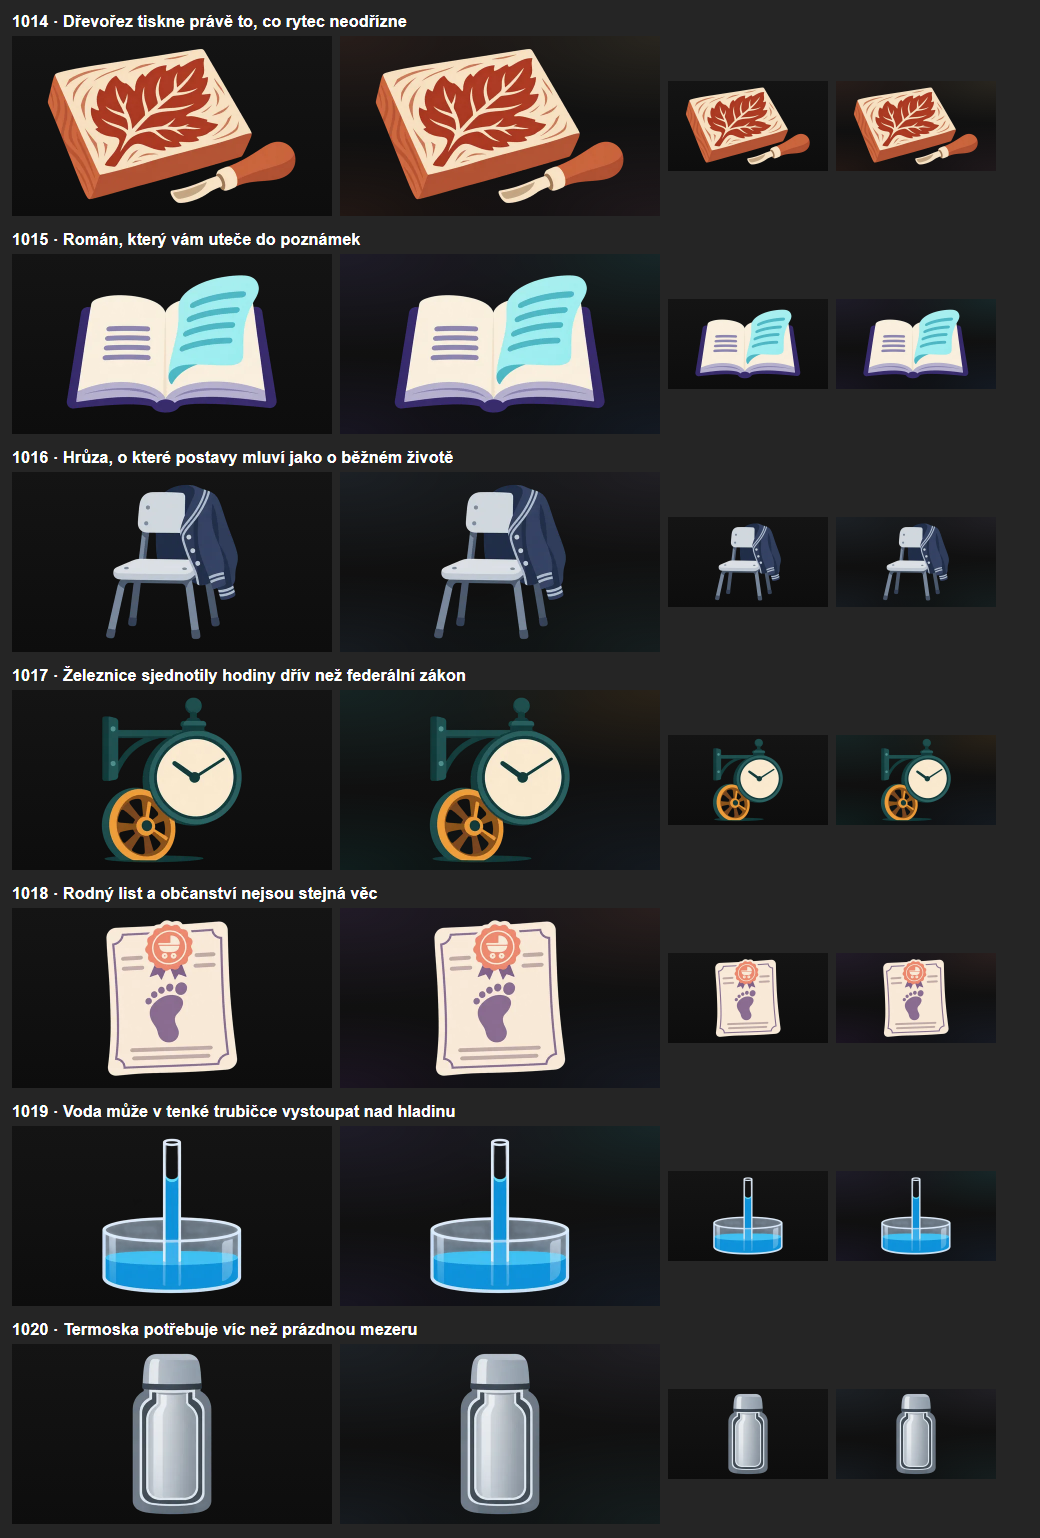 1014 · Dřevořez tiskne právě to, co rytec neodřízne
1015 · Román, který vám uteče do poznámek
1016 · Hrůza, o které postavy mluví jako o běžném životě
1017 · Železnice sjednotily hodiny dřív než federální zákon
1018 · Rodný list a občanství nejsou stejná věc
1019 · Voda může v tenké trubičce vystoupat nad hladinu
1020 · Termoska potřebuje víc než prázdnou mezeru